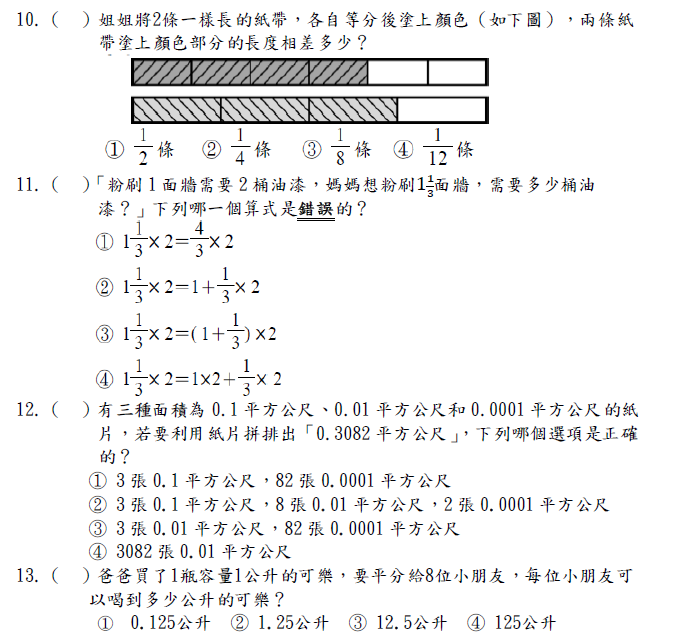 10. (　) 姐姐將2條一樣長的紙帶，各自等分後塗上顏色（如下圖），兩條紙
帶塗上顏色部分的長度相差多少？
① 1/2 條　② 1/4 條　③ 1/8 條　④ 1/12 條
11. (　)「粉刷 1 面牆需要 2 桶油漆，媽媽想粉刷1 1/3面牆，需要多少桶油
漆？」下列哪一個算式是錯誤的？
① 1 1/3 × 2=4/3 × 2
② 1 1/3 × 2=1+1/3 × 2
③ 1 1/3 × 2=(1+1/3)×2
④ 1 1/3 × 2=1×2+1/3 × 2
12. (　) 有三種面積為 0.1 平方公尺、0.01 平方公尺和 0.0001 平方公尺的紙
片，若要利用紙片拼排出「0.3082 平方公尺」，下列哪個選項是正確
的？
① 3 張 0.1 平方公尺，82 張 0.0001 平方公尺
② 3 張 0.1 平方公尺，8 張 0.01 平方公尺，2 張 0.0001 平方公尺
③ 3 張 0.01 平方公尺，82 張 0.0001 平方公尺
④ 3082 張 0.01 平方公尺
13. (　) 爸爸買了1瓶容量1公升的可樂，要平分給8位小朋友，每位小朋友可
以喝到多少公升的可樂？
① 0.125公升　② 1.25公升　③ 12.5公升　④ 125公升